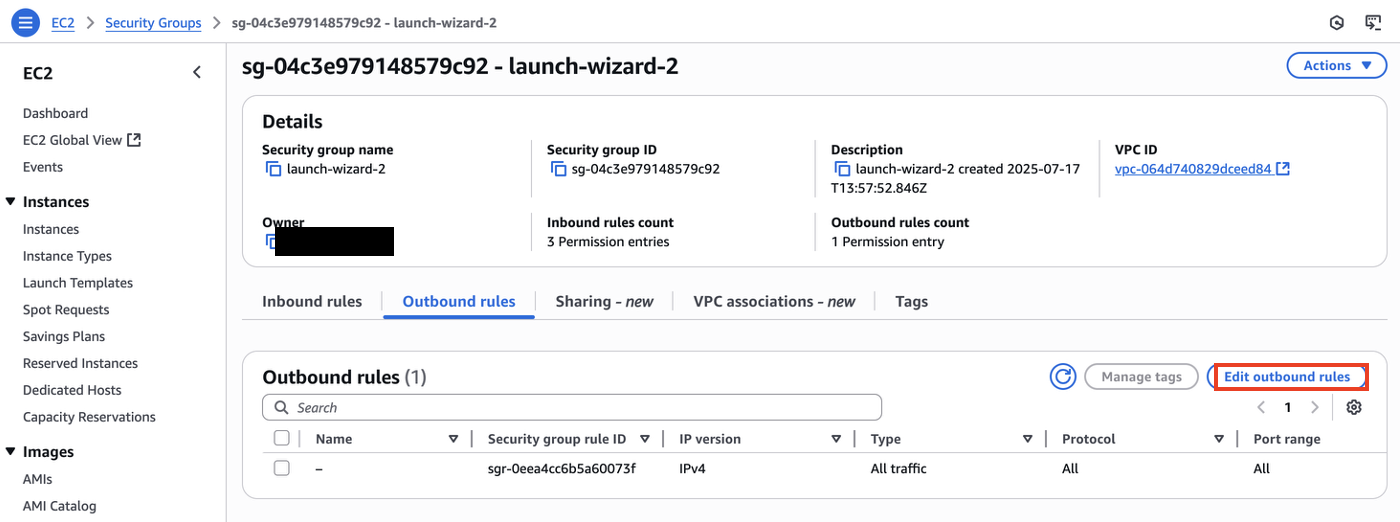 EC2 > Security Groups > sg-04c3e979148579c92 - launch-wizard-2
EC2
Dashboard
EC2 Global View
Events
Instances
Instances
Instance Types
Launch Templates
Spot Requests
Savings Plans
Reserved Instances
Dedicated Hosts
Capacity Reservations
Images
AMIs
AMI Catalog
sg-04c3e979148579c92 - launch-wizard-2
Actions
Details
Security group name
launch-wizard-2
Security group ID
sg-04c3e979148579c92
Description
launch-wizard-2 created 2025-07-17
T13:57:52.846Z
VPC ID
vpc-064d740829dceed84
Owner
Inbound rules count
3 Permission entries
Outbound rules count
1 Permission entry
Inbound rules
Outbound rules
Sharing - new
VPC associations - new
Tags
Outbound rules (1)
Manage tags
Edit outbound rules
Search
1
Name Security group rule ID IP version Type Protocol Port range
– sgr-0eea4cc6b5a60073f IPv4 All traffic All All